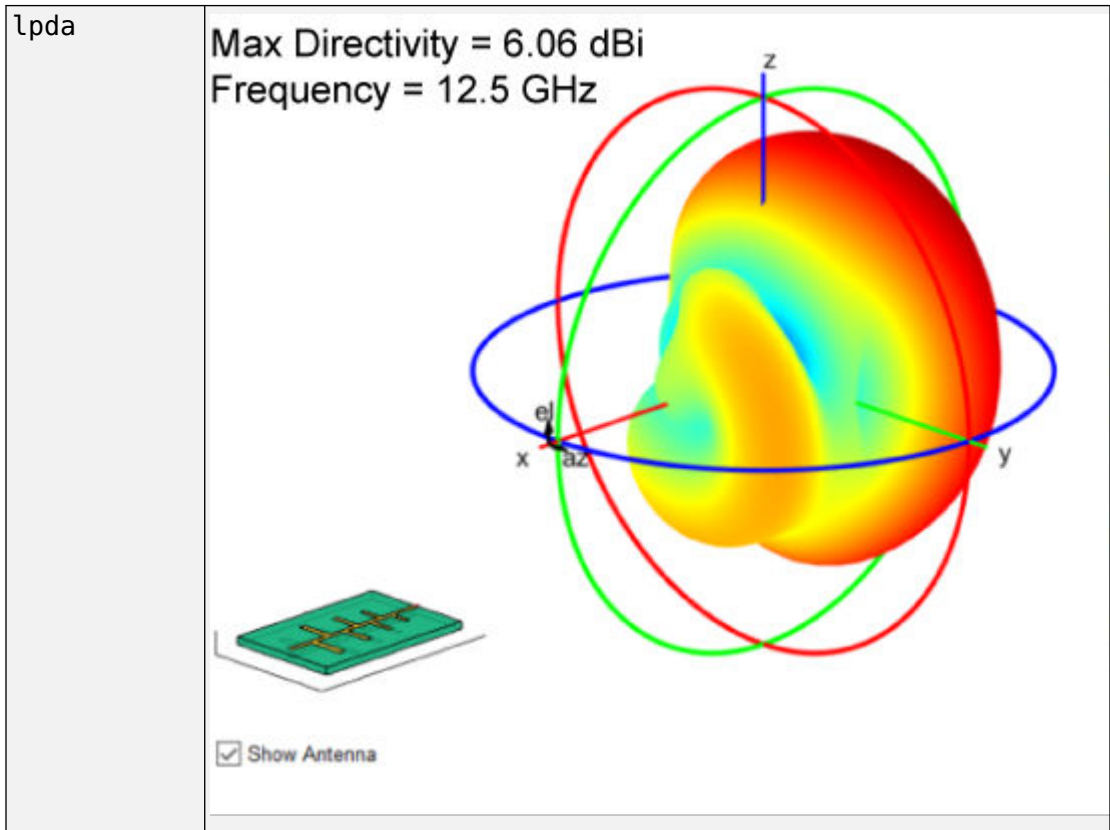 lpda
Max Directivity = 6.06 dBi
Frequency = 12.5 GHz
z
el
x
az
y
Show Antenna